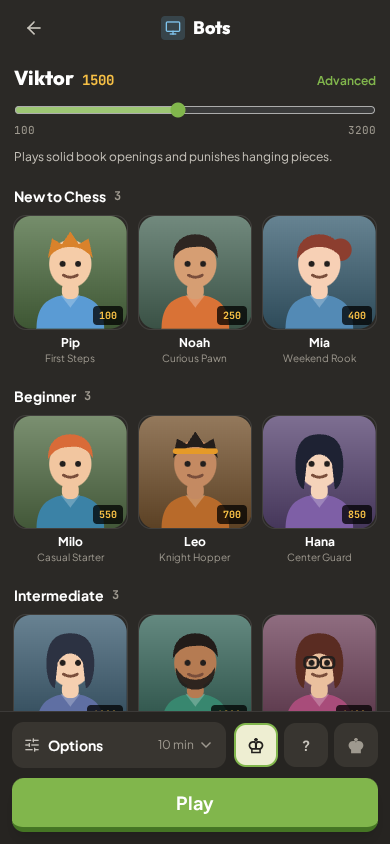 Bots
Viktor 1500 Advanced
100 3200
Plays solid book openings and punishes hanging pieces.
New to Chess 3
100 250 400
Pip Noah Mia
First Steps Curious Pawn Weekend Rook
Beginner 3
550 700 850
Milo Leo Hana
Casual Starter Knight Hopper Center Guard
Intermediate 3
Options 10 min ?
Play